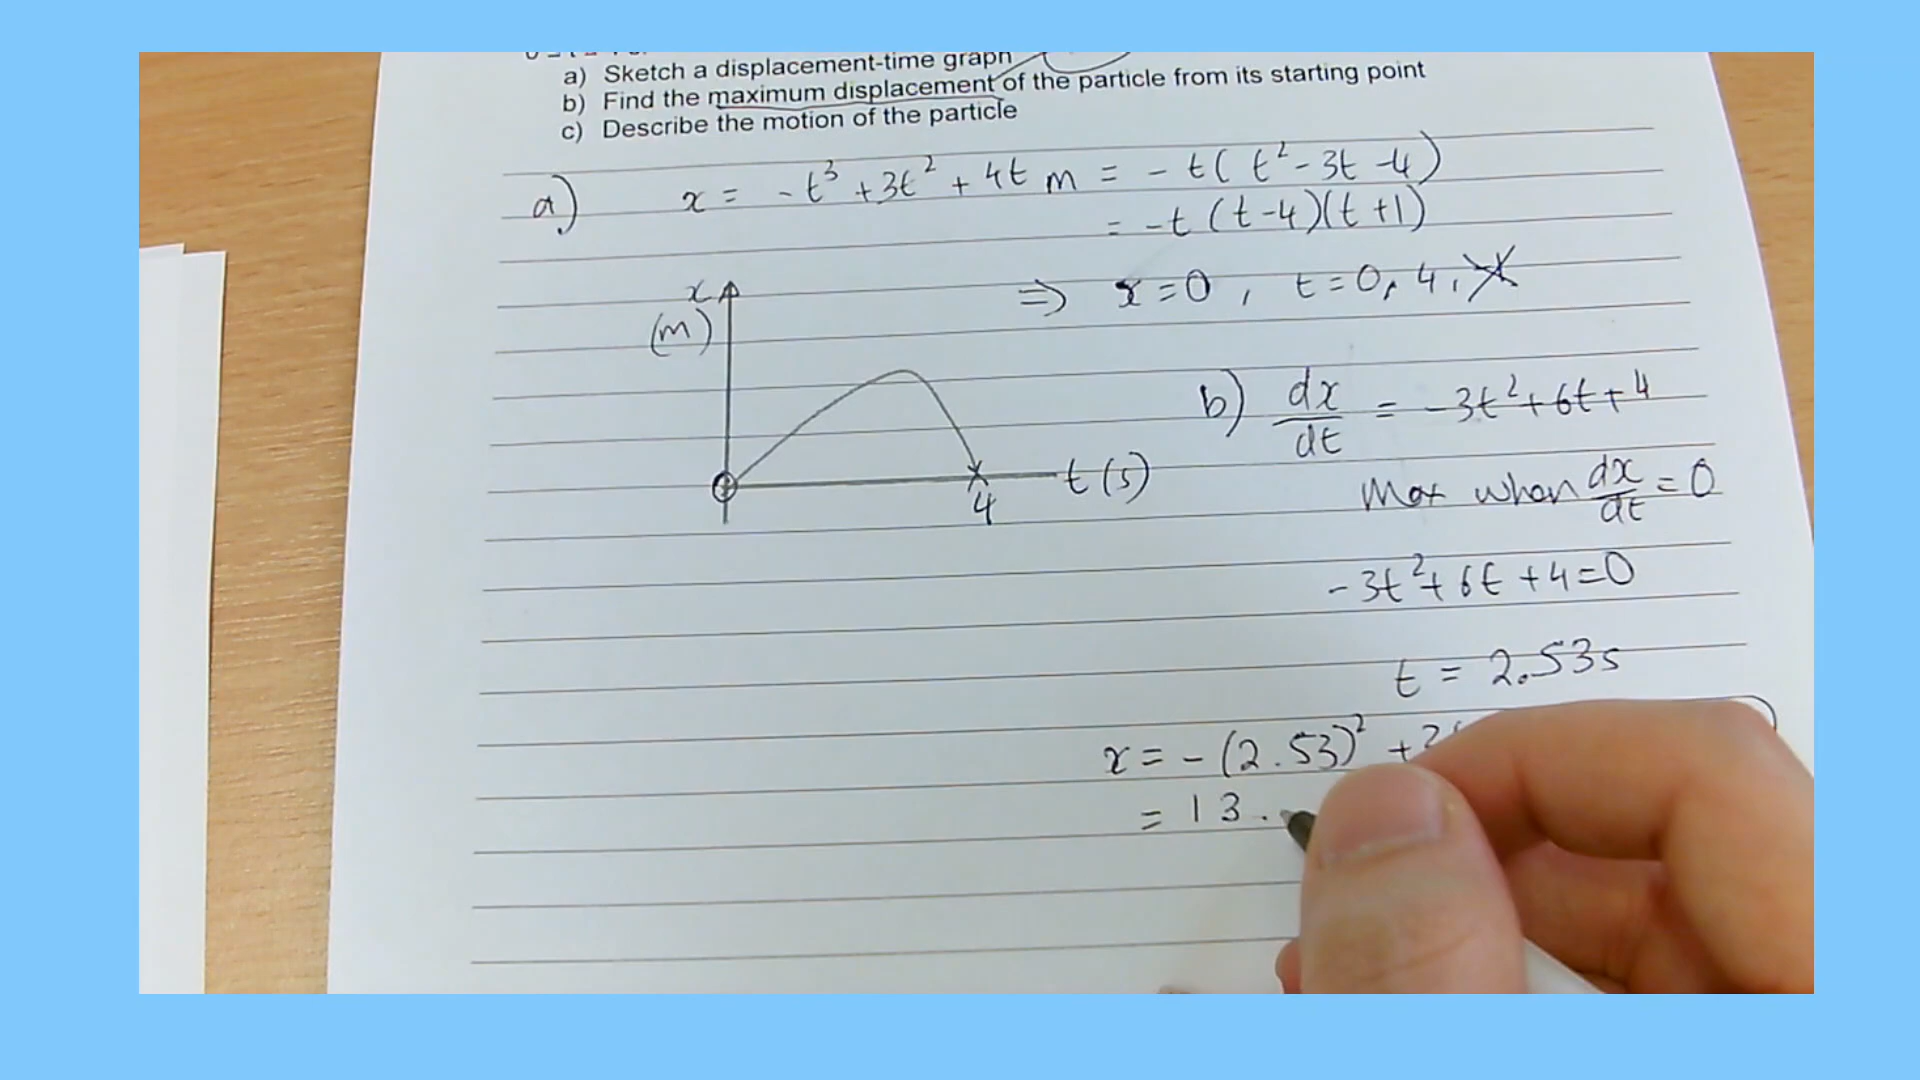 a) Sketch a displacement-time graph
b) Find the maximum displacement of the particle from its starting point
c) Describe the motion of the particle
a) x = -t³ + 3t² + 4t m = -t(t² - 3t - 4)
= -t(t-4)(t+1)
⇒ x=0, t=0, 4,
x
(m)
t(s)
4
b) dx/dt = -3t² + 6t + 4
Max when dx/dt = 0
-3t² + 6t + 4 = 0
t = 2.53s
x = -(2.53)² +
= 13.